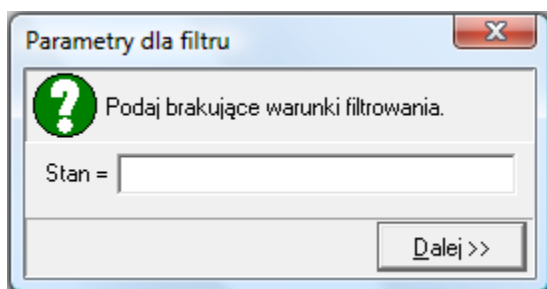 Parametry dla filtru
Podaj brakujące warunki filtrowania.
Stan =
Dalej >>